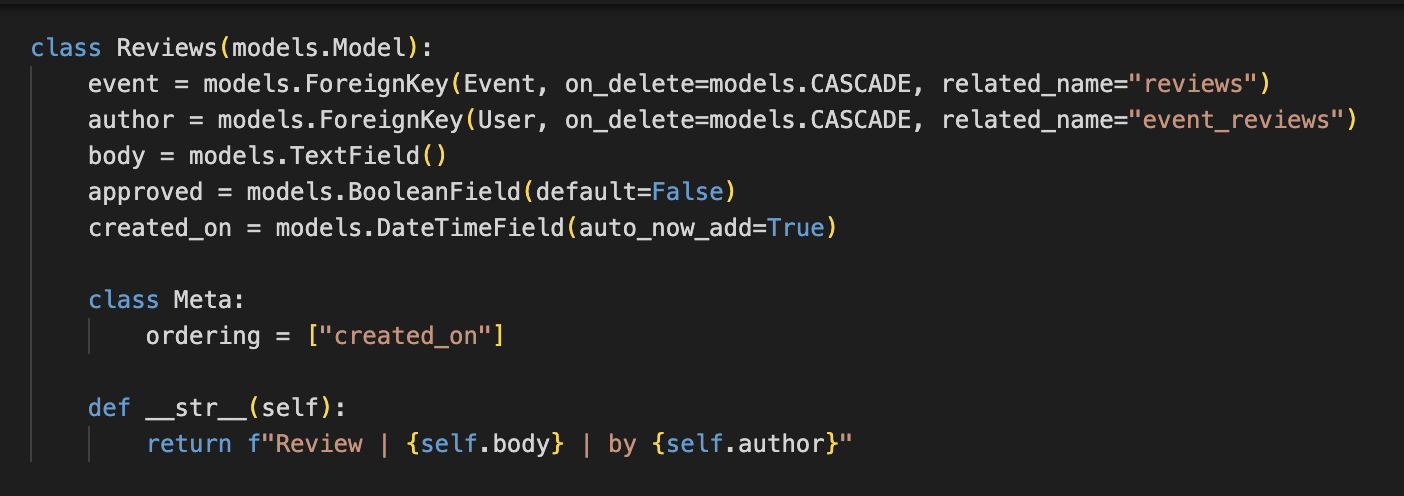 class Reviews(models.Model):
    event = models.ForeignKey(Event, on_delete=models.CASCADE, related_name="reviews")
    author = models.ForeignKey(User, on_delete=models.CASCADE, related_name="event_reviews")
    body = models.TextField()
    approved = models.BooleanField(default=False)
    created_on = models.DateTimeField(auto_now_add=True)

    class Meta:
        ordering = ["created_on"]

    def __str__(self):
        return f"Review | {self.body} | by {self.author}"